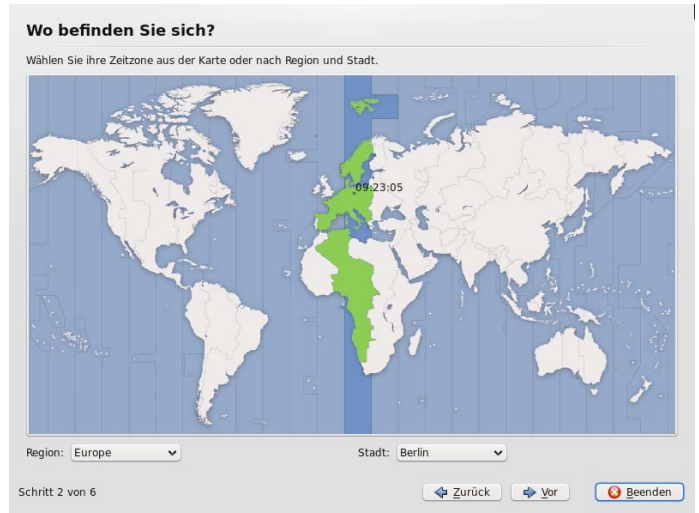 Wo befinden Sie sich?
Wählen Sie ihre Zeitzone aus der Karte oder nach Region und Stadt.
09:23:05
Region: Europe Stadt: Berlin
Schritt 2 von 6 Zurück Vor Beenden